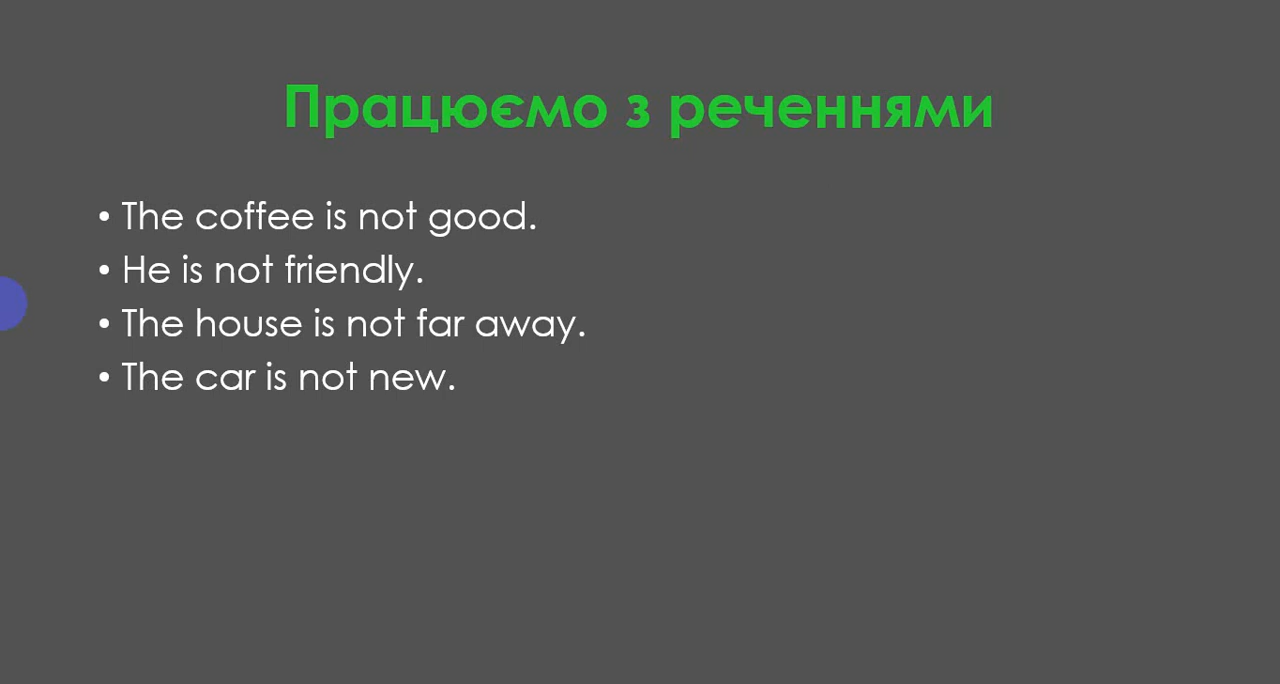 Працюємо з реченнями
• The coffee is not good.
• He is not friendly.
• The house is not far away.
• The car is not new.